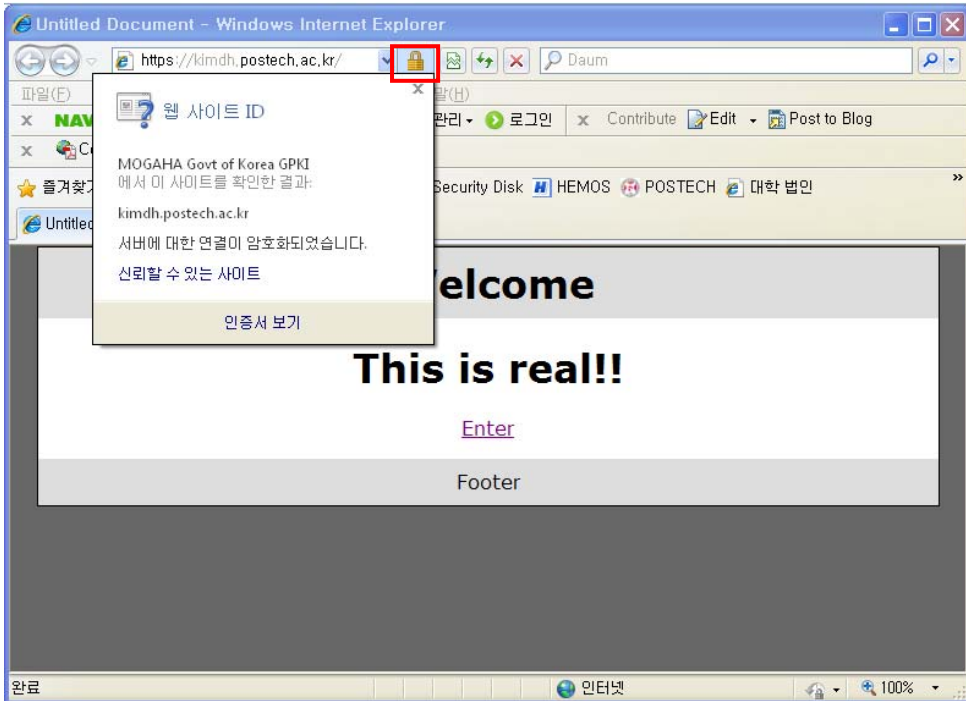 Untitled Document - Windows Internet Explorer
https://kimdh.postech.ac.kr/
Daum
파일(F)
말(H)
x NAV
관리
로그인
x Contribute
Edit
Post to Blog
x
웹 사이트 ID
x
MOGAHA Govt of Korea GPKI
에서 이 사이트를 확인한 결과:
kimdh.postech.ac.kr
서버에 대한 연결이 암호화되었습니다.
신뢰할 수 있는 사이트
인증서 보기
즐겨찾
Security Disk
HEMOS
POSTECH
대학 법인
»
Untitled
elcome
This is real!!
Enter
Footer
완료
인터넷
100%